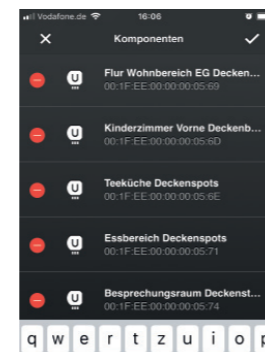 Vodafone.de 16:06
Komponenten
Flur Wohnbereich EG Decken...
00:1F:EE:00:00:00:05:69
Kinderzimmer Vorne Deckenb...
00:1F:EE:00:00:00:05:6D
Teeküche Deckenspots
00:1F:EE:00:00:00:05:6E
Essbereich Deckenspots
00:1F:EE:00:00:00:05:71
Besprechungsraum Deckenst...
00:1F:EE:00:00:00:05:74
q w e r t z u i o p